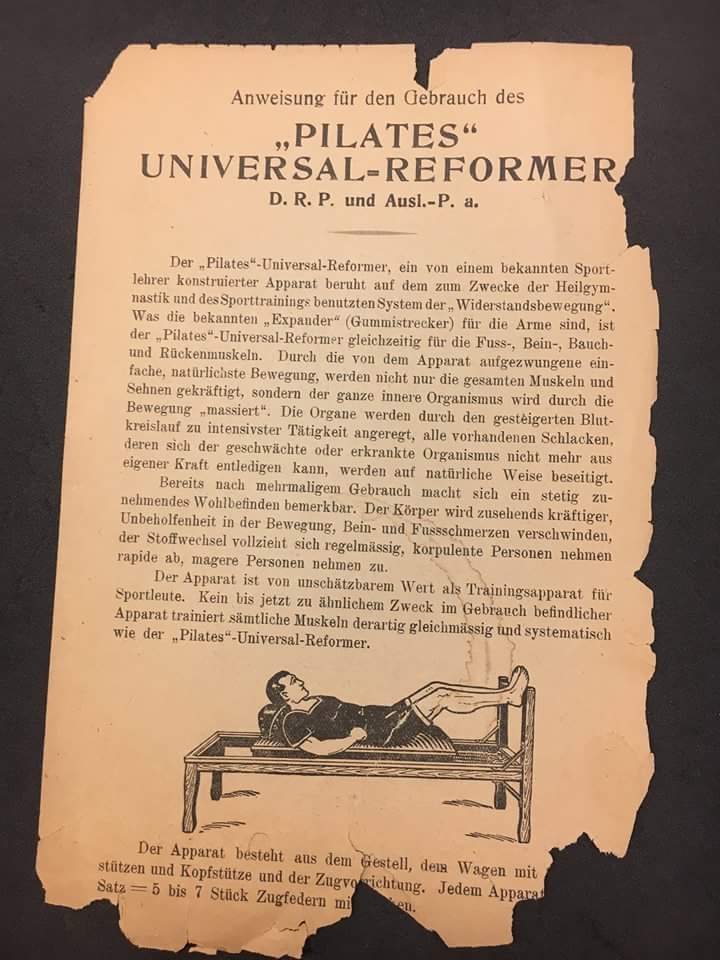 Anweisung für den Gebrauch des
„PILATES“
UNIVERSAL=REFORMER
D. R. P. und Ausl.-P. a.
Der „Pilates“-Universal-Reformer, ein von einem bekannten Sport-
lehrer konstruierter Apparat beruht auf dem zum Zwecke der Heilgym-
nastik und des Sporttrainings benutzten System der „Widerstandsbewegung“.
Was die bekannten „Expander“ (Gummistrecker) für die Arme sind, ist
der „Pilates“-Universal-Reformer gleichzeitig für die Fuss-, Bein-, Bauch-
und Rückenmuskeln. Durch die von dem Apparat aufgezwungene ein-
fache, natürlichste Bewegung, werden nicht nur die gesamten Muskeln und
Sehnen gekräftigt, sondern der ganze innere Organismus wird durch die
Bewegung „massiert“. Die Organe werden durch den gesteigerten Blut-
kreislauf zu intensivster Tätigkeit angeregt, alle vorhandenen Schlacken,
deren sich der geschwächte oder erkrankte Organismus nicht mehr aus
eigener Kraft entledigen kann, werden auf natürliche Weise beseitigt.
Bereits nach mehrmaligem Gebrauch macht sich ein stetig zu-
nehmendes Wohlbefinden bemerkbar. Der Körper wird zusehends kräftiger,
Unbeholfenheit in der Bewegung, Bein- und Fussschmerzen verschwinden,
der Stoffwechsel vollzieht sich regelmässig, korpulente Personen nehmen
rapide ab, magere Personen nehmen zu.
Der Apparat ist von unschätzbarem Wert als Trainingsapparat für
Sportleute. Kein bis jetzt zu ähnlichem Zweck im Gebrauch befindlicher
Apparat trainiert sämtliche Muskeln derartig gleichmässig und systematisch
wie der „Pilates“-Universal-Reformer.
Der Apparat besteht aus dem Gestell, dem Wagen mit
stützen und Kopfstütze und der Zugvorrichtung. Jedem Apparat
Satz = 5 bis 7 Stück Zugfedern